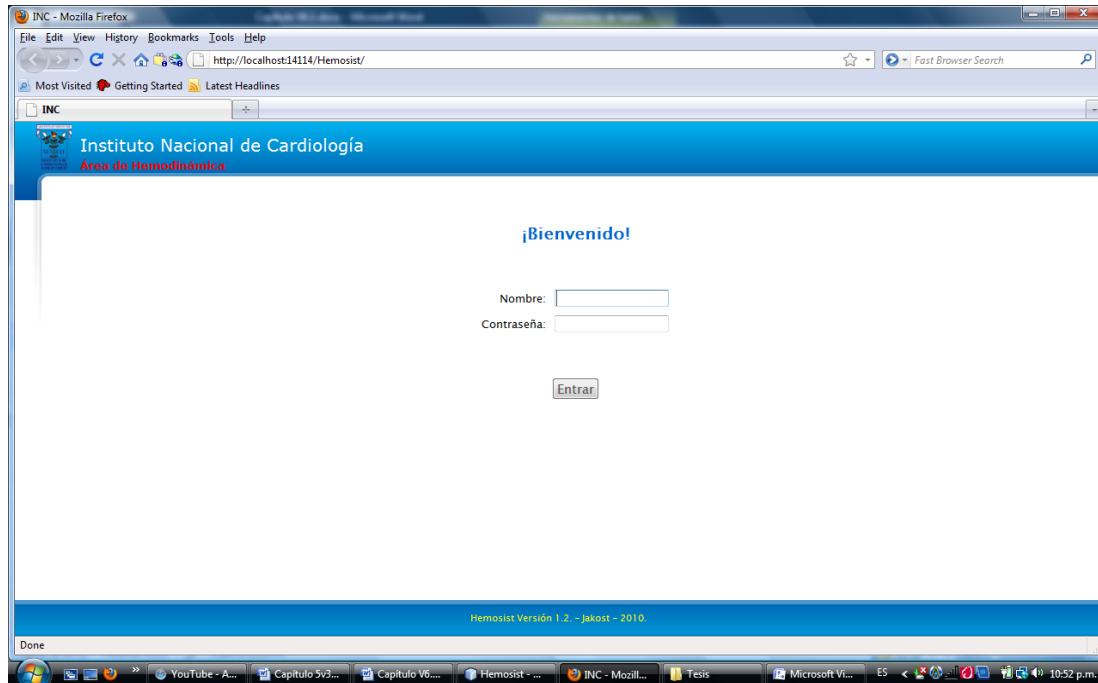 INC - Mozilla Firefox
File Edit View History Bookmarks Tools Help
http://localhost:14114/Hemosist/
Fast Browser Search
Most Visited Getting Started Latest Headlines
INC
Instituto Nacional de Cardiología
Área de Hemodinámica
¡Bienvenido!
Nombre:
Contraseña:
Entrar
Hemosist Versión 1.2. - Jakost - 2010.
Done
YouTube - A... Capitulo 5v3... Capitulo V6.... Hemosist - ... INC - Mozill... Tesis Microsoft Vi... ES 10:52 p.m.